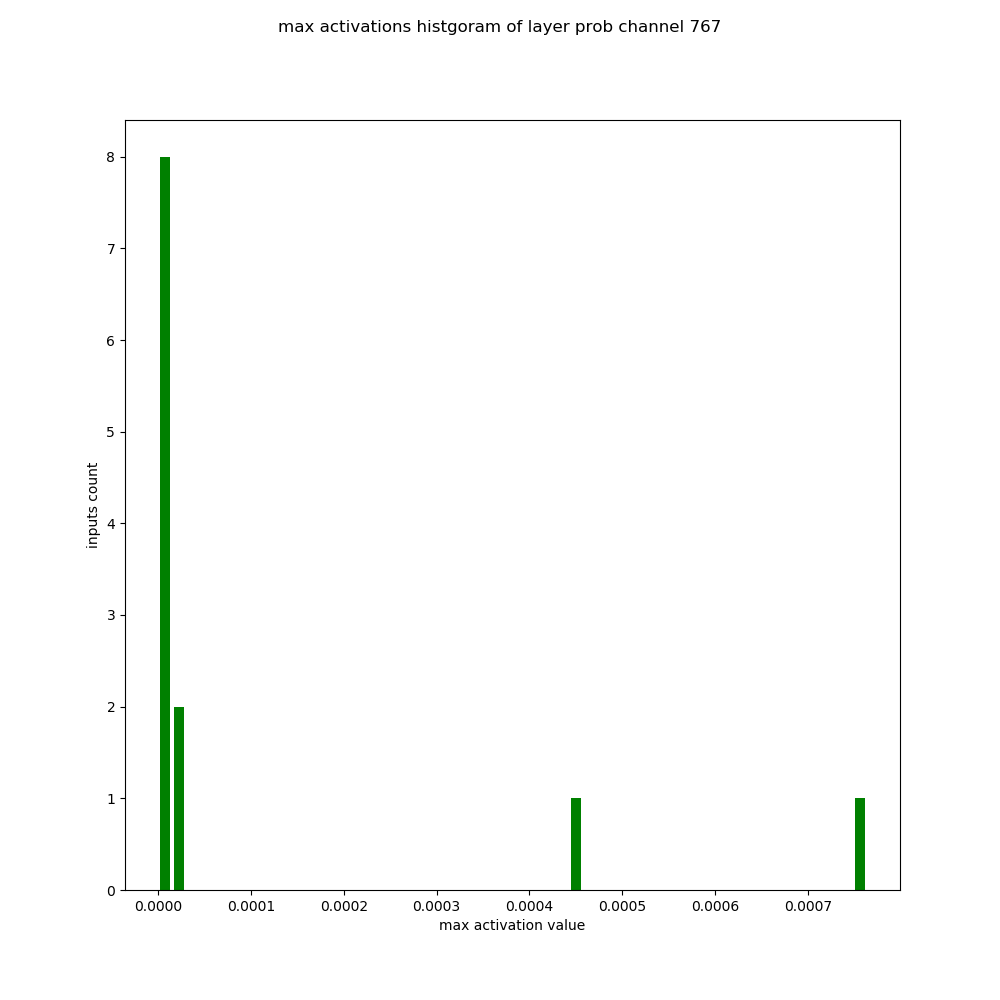 max activations histgoram of layer prob channel 767
8
7
6
5
4
3
2
1
0
inputs count
0.0000 0.0001 0.0002 0.0003 0.0004 0.0005 0.0006 0.0007
max activation value